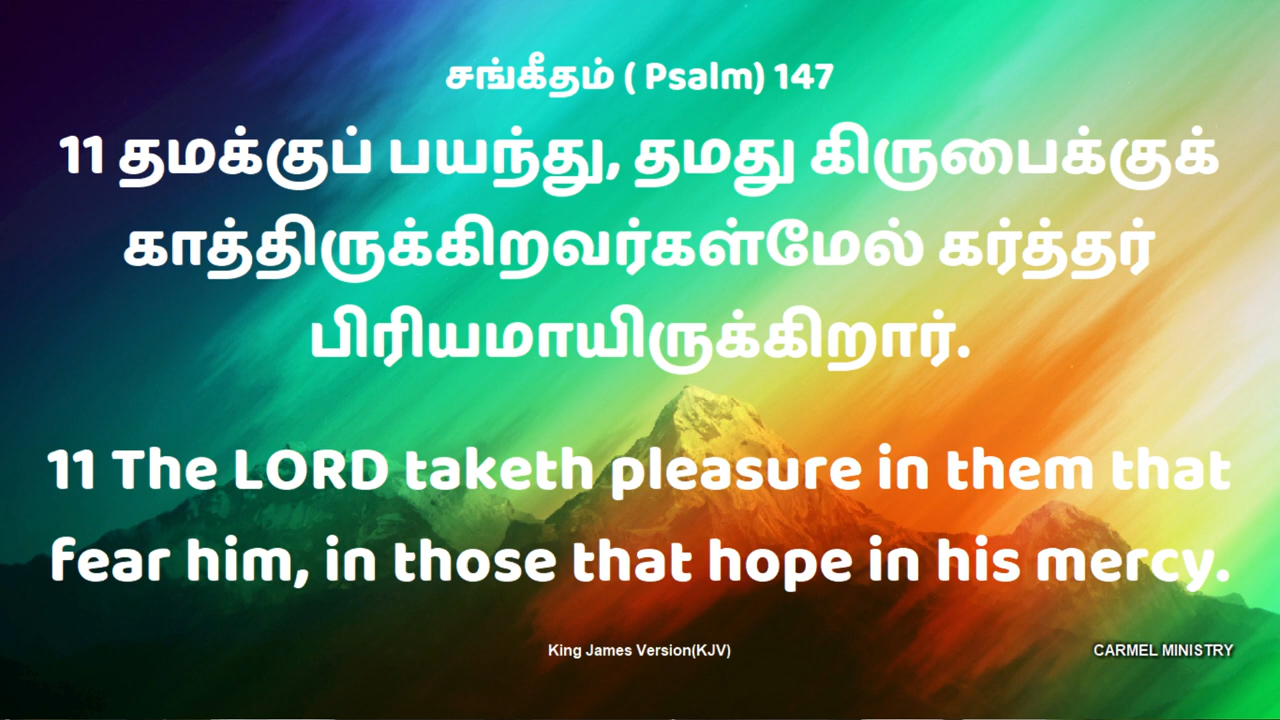 சங்கீதம் ( Psalm) 147
11 தமக்குப் பயந்து, தமது கிருபைக்குக்
காத்திருக்கிறவர்கள்மேல் கர்த்தர்
பிரியமாயிருக்கிறார்.
11 The LORD taketh pleasure in them that
fear him, in those that hope in his mercy.
King James Version(KJV)
CARMEL MINISTRY